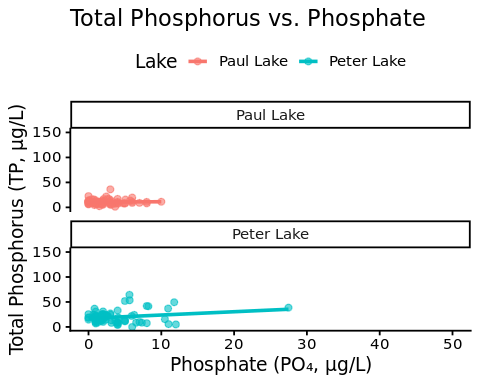 Total Phosphorus vs. Phosphate
Lake Paul Lake Peter Lake
Paul Lake
150
100
50
0
Peter Lake
150
100
50
0
0 10 20 30 40 50
Phosphate (PO₄, µg/L)
Total Phosphorus (TP, µg/L)